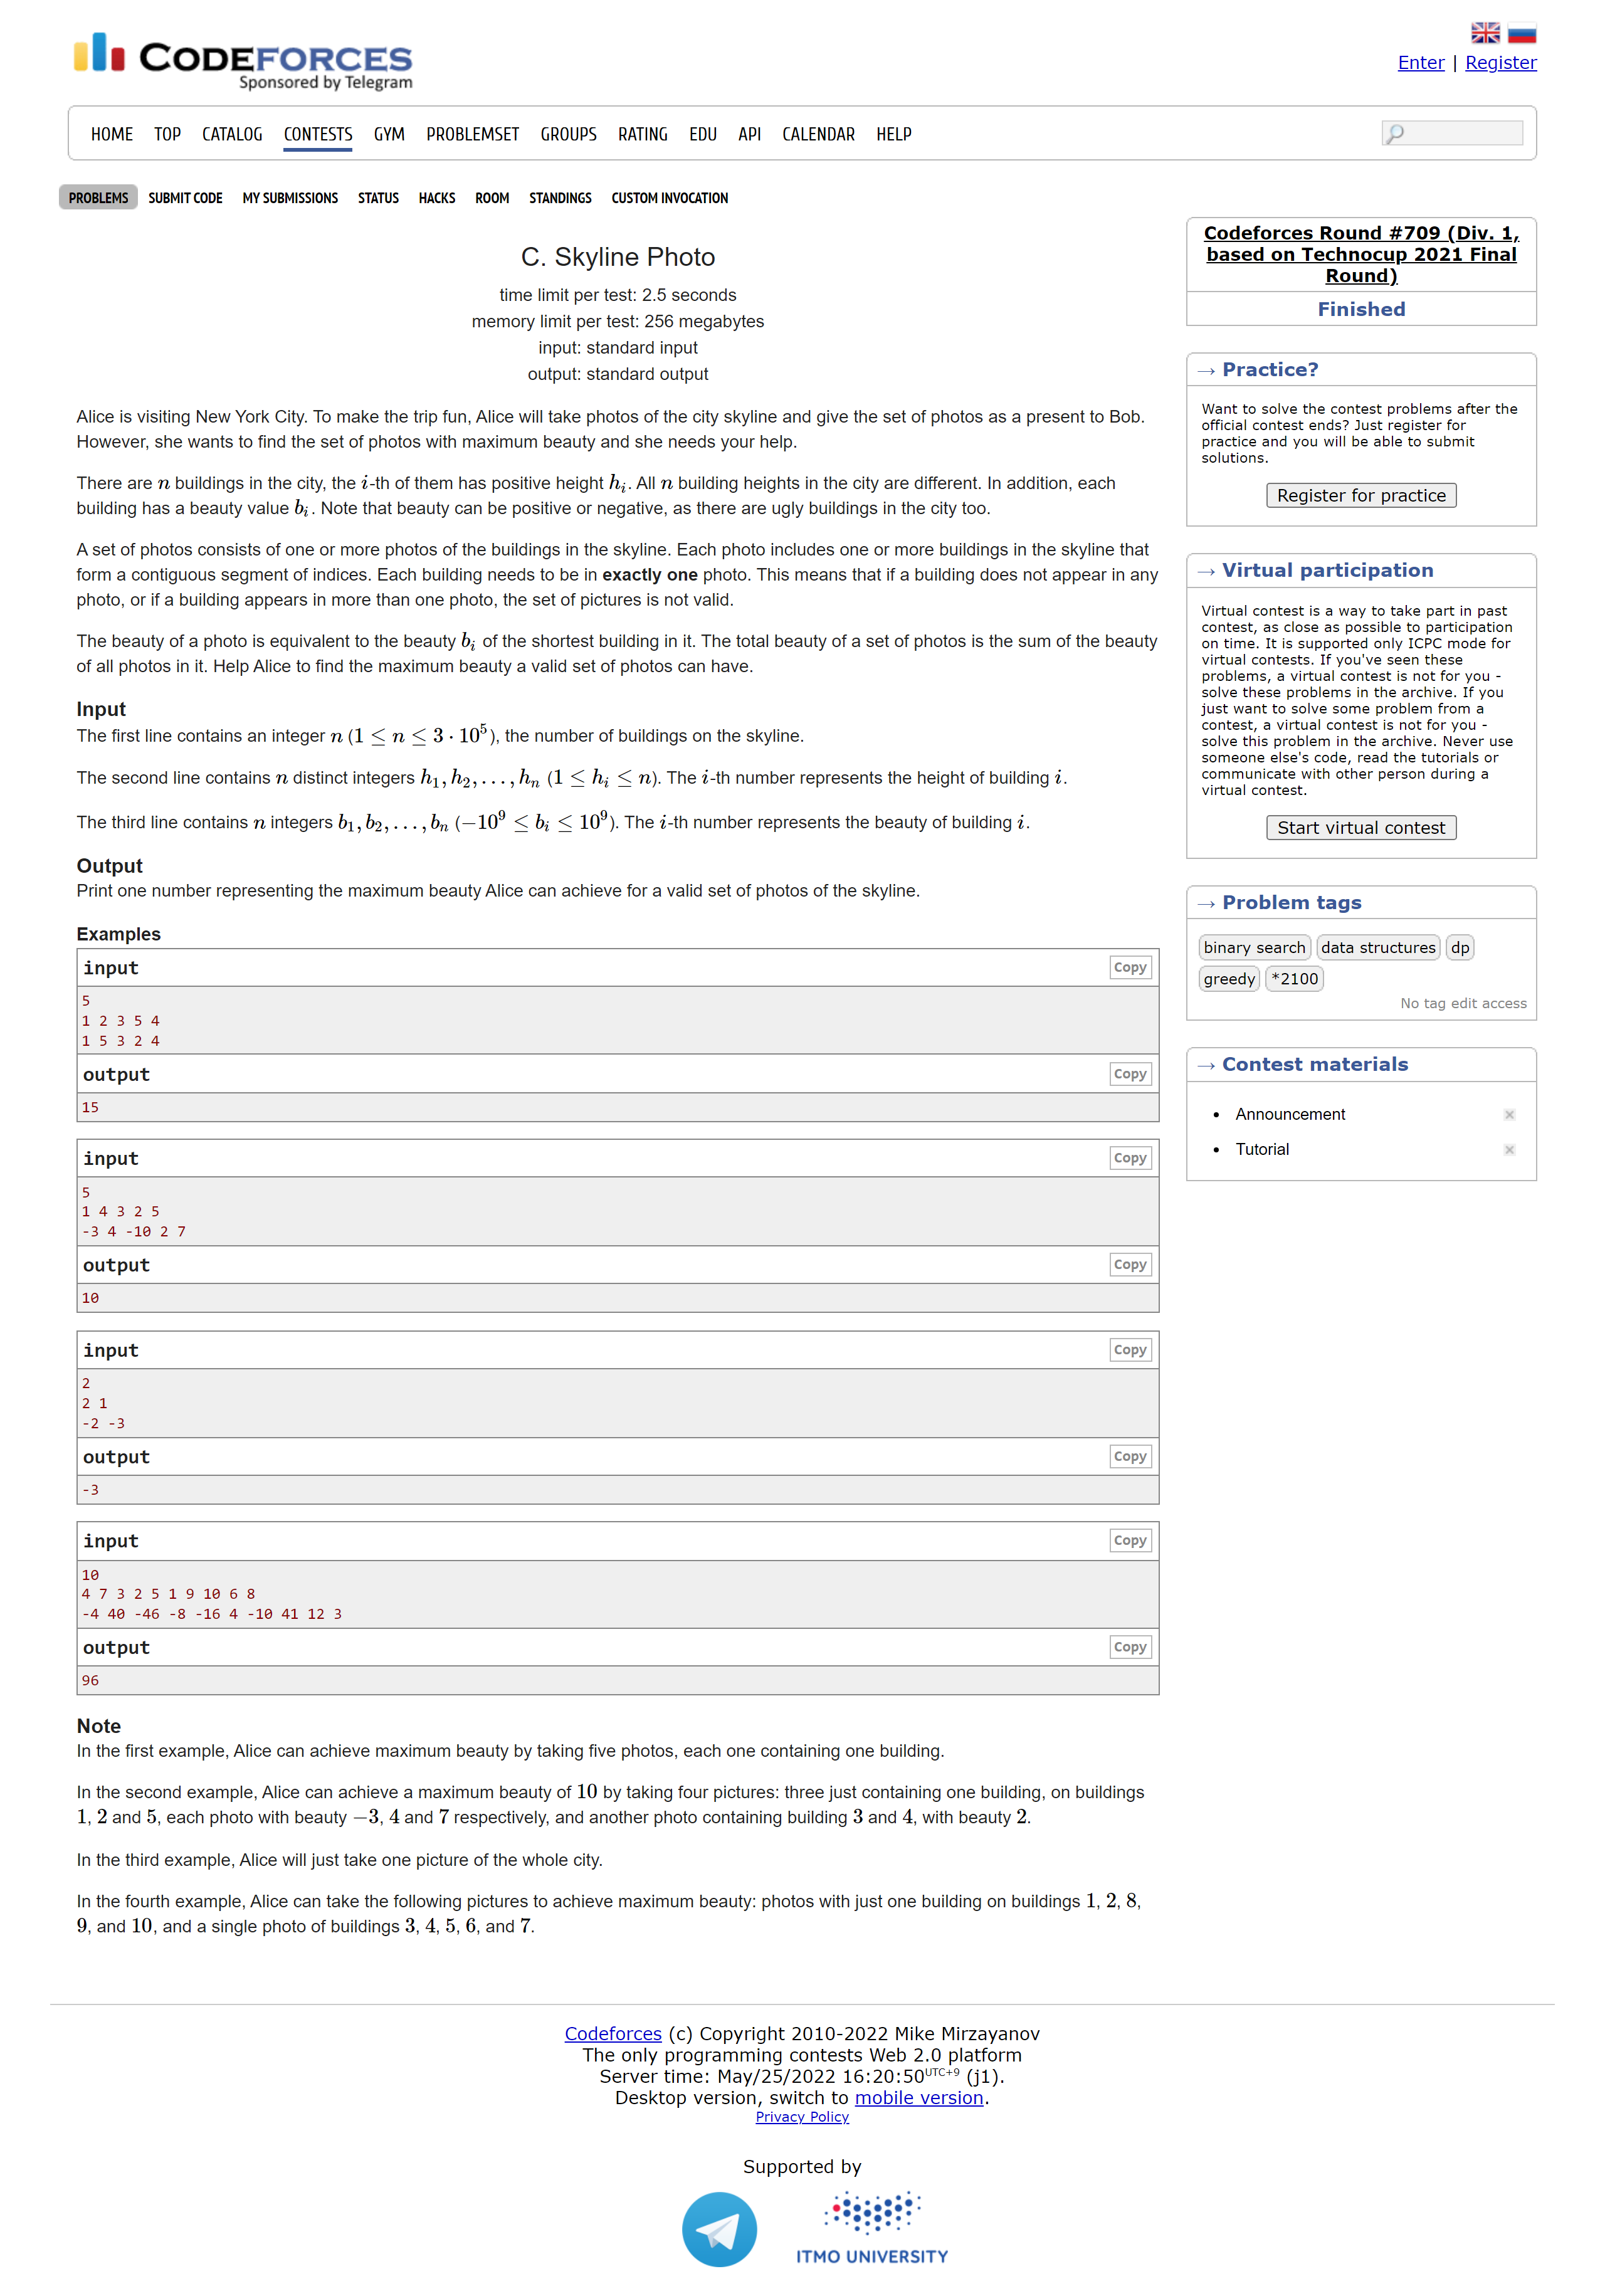 CODEFORCES
Sponsored by Telegram
Enter | Register
HOME TOP CATALOG CONTESTS GYM PROBLEMSET GROUPS RATING EDU API CALENDAR HELP
PROBLEMS SUBMIT CODE MY SUBMISSIONS STATUS HACKS ROOM STANDINGS CUSTOM INVOCATION
C. Skyline Photo
time limit per test: 2.5 seconds
memory limit per test: 256 megabytes
input: standard input
output: standard output
Alice is visiting New York City. To make the trip fun, Alice will take photos of the city skyline and give the set of photos as a present to Bob.
However, she wants to find the set of photos with maximum beauty and she needs your help.
There are n buildings in the city, the i-th of them has positive height h_i. All n building heights in the city are different. In addition, each
building has a beauty value b_i. Note that beauty can be positive or negative, as there are ugly buildings in the city too.
A set of photos consists of one or more photos of the buildings in the skyline. Each photo includes one or more buildings in the skyline that
form a contiguous segment of indices. Each building needs to be in exactly one photo. This means that if a building does not appear in any
photo, or if a building appears in more than one photo, the set of pictures is not valid.
The beauty of a photo is equivalent to the beauty b_i of the shortest building in it. The total beauty of a set of photos is the sum of the beauty
of all photos in it. Help Alice to find the maximum beauty a valid set of photos can have.
Input
The first line contains an integer n (1 ≤ n ≤ 3 · 10^5), the number of buildings on the skyline.
The second line contains n distinct integers h_1, h_2, . . . , h_n (1 ≤ h_i ≤ n). The i-th number represents the height of building i.
The third line contains n integers b_1, b_2, . . . , b_n (−10^9 ≤ b_i ≤ 10^9). The i-th number represents the beauty of building i.
Output
Print one number representing the maximum beauty Alice can achieve for a valid set of photos of the skyline.
Examples
input Copy
5
1 2 3 5 4
1 5 3 2 4
output Copy
15
input Copy
5
1 4 3 2 5
-3 4 -10 2 7
output Copy
10
input Copy
2
2 1
-2 -3
output Copy
-3
input Copy
10
4 7 3 2 5 1 9 10 6 8
-4 40 -46 -8 -16 4 -10 41 12 3
output Copy
96
Note
In the first example, Alice can achieve maximum beauty by taking five photos, each one containing one building.
In the second example, Alice can achieve a maximum beauty of 10 by taking four pictures: three just containing one building, on buildings
1, 2 and 5, each photo with beauty −3, 4 and 7 respectively, and another photo containing building 3 and 4, with beauty 2.
In the third example, Alice will just take one picture of the whole city.
In the fourth example, Alice can take the following pictures to achieve maximum beauty: photos with just one building on buildings 1, 2, 8,
9, and 10, and a single photo of buildings 3, 4, 5, 6, and 7.
Codeforces Round #709 (Div. 1,
based on Technocup 2021 Final
Round)
Finished
→ Practice?
Want to solve the contest problems after the
official contest ends? Just register for
practice and you will be able to submit
solutions.
Register for practice
→ Virtual participation
Virtual contest is a way to take part in past
contest, as close as possible to participation
on time. It is supported only ICPC mode for
virtual contests. If you've seen these
problems, a virtual contest is not for you -
solve these problems in the archive. If you
just want to solve some problem from a
contest, a virtual contest is not for you -
solve this problem in the archive. Never use
someone else's code, read the tutorials or
communicate with other person during a
virtual contest.
Start virtual contest
→ Problem tags
binary search data structures dp
greedy *2100
No tag edit access
→ Contest materials
• Announcement
• Tutorial
Codeforces (c) Copyright 2010-2022 Mike Mirzayanov
The only programming contests Web 2.0 platform
Server time: May/25/2022 16:20:50 UTC+9 (j1).
Desktop version, switch to mobile version.
Privacy Policy
Supported by
ITMO UNIVERSITY